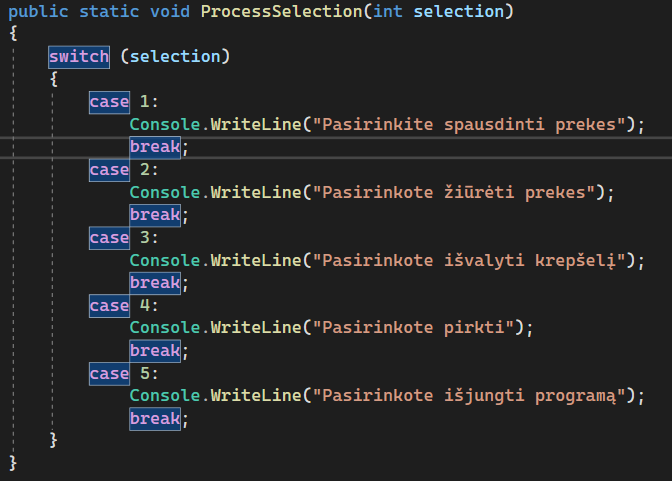 public static void ProcessSelection(int selection)
{
switch (selection)
{
case 1:
Console.WriteLine("Pasirinkite spausdinti prekes");
break;
case 2:
Console.WriteLine("Pasirinkote žiūrėti prekes");
break;
case 3:
Console.WriteLine("Pasirinkote išvalyti krepšelį");
break;
case 4:
Console.WriteLine("Pasirinkote pirkti");
break;
case 5:
Console.WriteLine("Pasirinkote išjungti programą");
break;
}
}